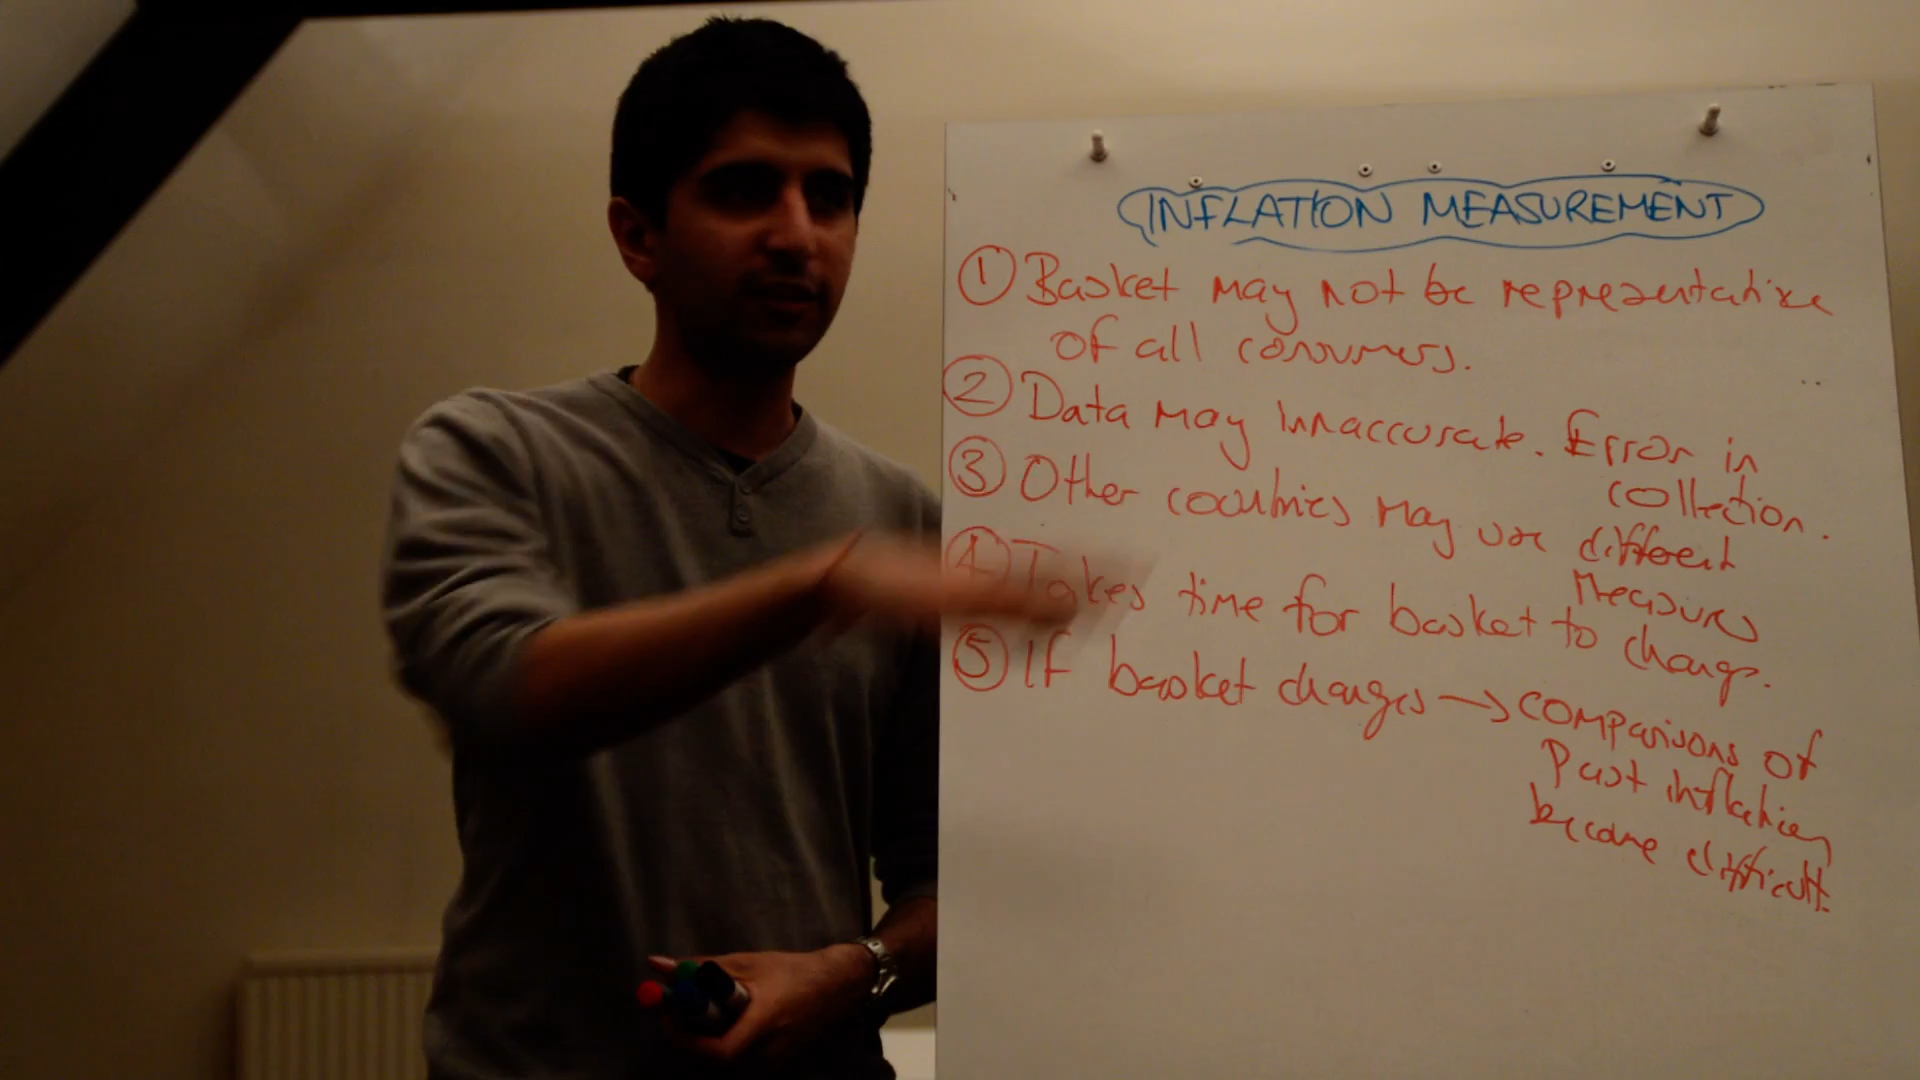 INFLATION MEASUREMENT
① Basket may not be representative
of all consumers.
② Data may innaccurate. Error in
collection.
③ Other countries may use different
measures
④ Takes time for basket to change.
⑤ If basket changes → comparisons of
Past inflation
become difficult.